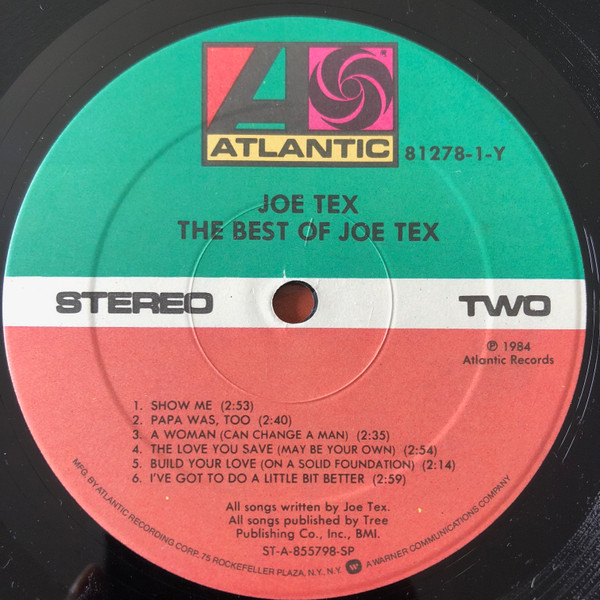 ATLANTIC
81278-1-Y
JOE TEX
THE BEST OF JOE TEX
STEREO
TWO
℗ 1984
Atlantic Records
1. SHOW ME (2:53)
2. PAPA WAS, TOO (2:40)
3. A WOMAN (CAN CHANGE A MAN) (2:35)
4. THE LOVE YOU SAVE (MAY BE YOUR OWN) (2:54)
5. BUILD YOUR LOVE (ON A SOLID FOUNDATION) (2:14)
6. I'VE GOT TO DO A LITTLE BIT BETTER (2:59)
All songs written by Joe Tex.
All songs published by Tree
Publishing Co., Inc., BMI.
ST-A-855798-SP
MFG. BY ATLANTIC RECORDING CORP. 75 ROCKEFELLER PLAZA, N.Y. N.Y. A WARNER COMMUNICATIONS COMPANY